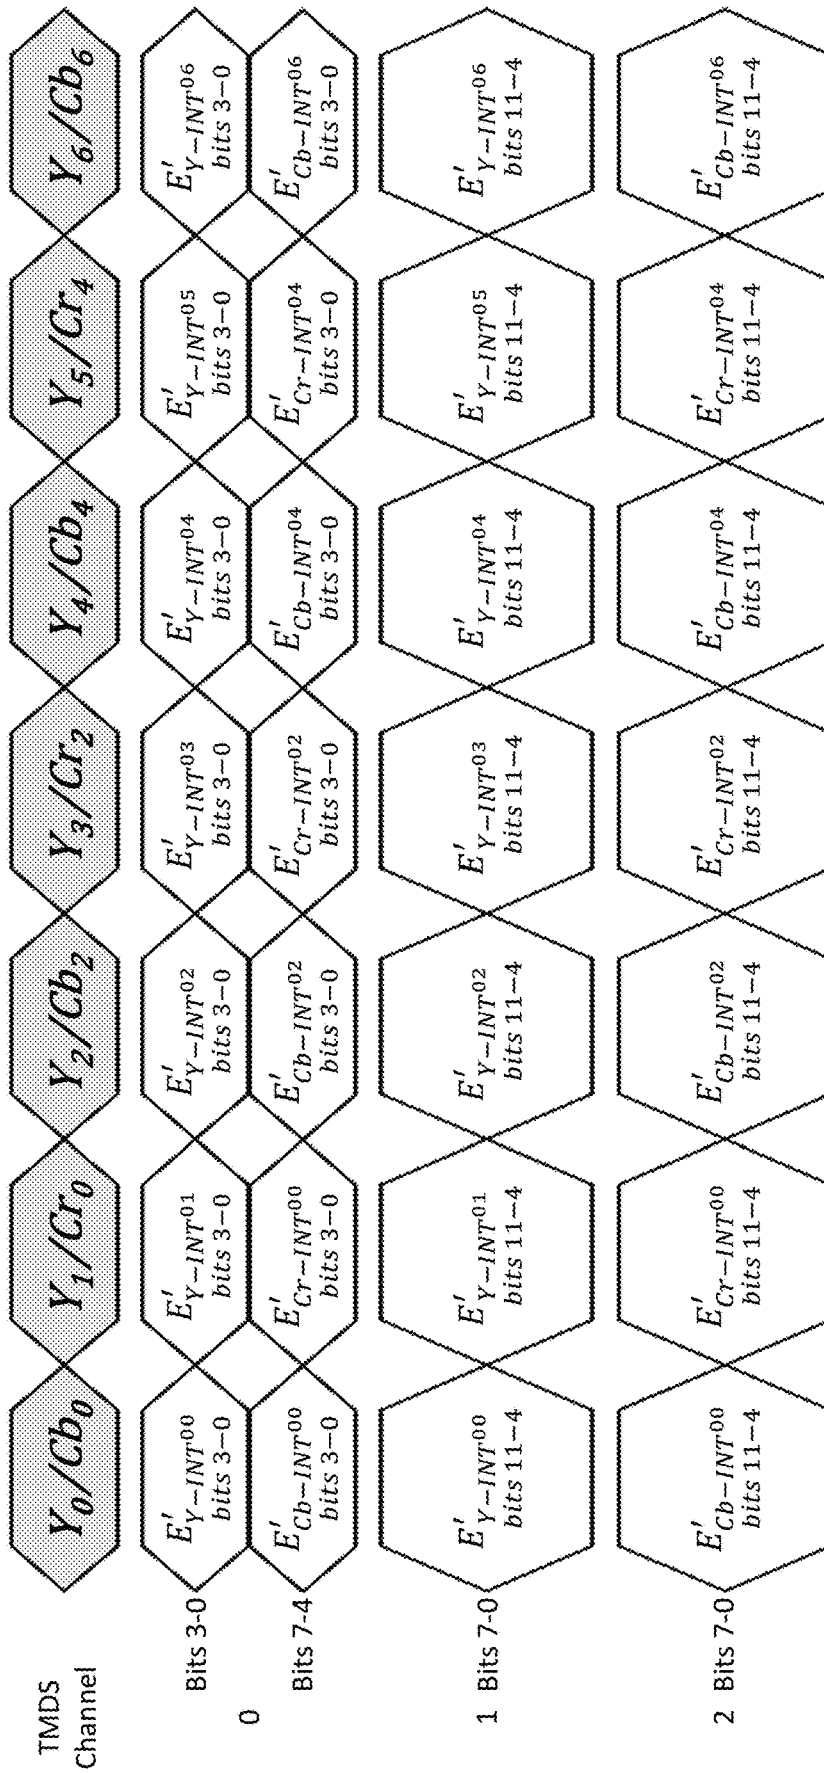 TMDS
Channel
Y₀/Cb₀ Y₁/Cr₀ Y₂/Cb₂ Y₃/Cr₂ Y₄/Cb₄ Y₅/Cr₄ Y₆/Cb₆
0
Bits 3-0
E′Y−INT⁰⁰ E′Y−INT⁰¹ E′Y−INT⁰² E′Y−INT⁰³ E′Y−INT⁰⁴ E′Y−INT⁰⁵ E′Y−INT⁰⁶
bits 3−0 bits 3−0 bits 3−0 bits 3−0 bits 3−0 bits 3−0 bits 3−0
Bits 7-4
E′Cb−INT⁰⁰ E′Cr−INT⁰⁰ E′Cb−INT⁰² E′Cr−INT⁰² E′Cb−INT⁰⁴ E′Cr−INT⁰⁴ E′Cb−INT⁰⁶
bits 3−0 bits 3−0 bits 3−0 bits 3−0 bits 3−0 bits 3−0 bits 3−0
1 Bits 7-0
E′Y−INT⁰⁰ E′Y−INT⁰¹ E′Y−INT⁰² E′Y−INT⁰³ E′Y−INT⁰⁴ E′Y−INT⁰⁵ E′Y−INT⁰⁶
bits 11−4 bits 11−4 bits 11−4 bits 11−4 bits 11−4 bits 11−4 bits 11−4
2 Bits 7-0
E′Cb−INT⁰⁰ E′Cr−INT⁰⁰ E′Cb−INT⁰² E′Cr−INT⁰² E′Cb−INT⁰⁴ E′Cr−INT⁰⁴ E′Cb−INT⁰⁶
bits 11−4 bits 11−4 bits 11−4 bits 11−4 bits 11−4 bits 11−4 bits 11−4